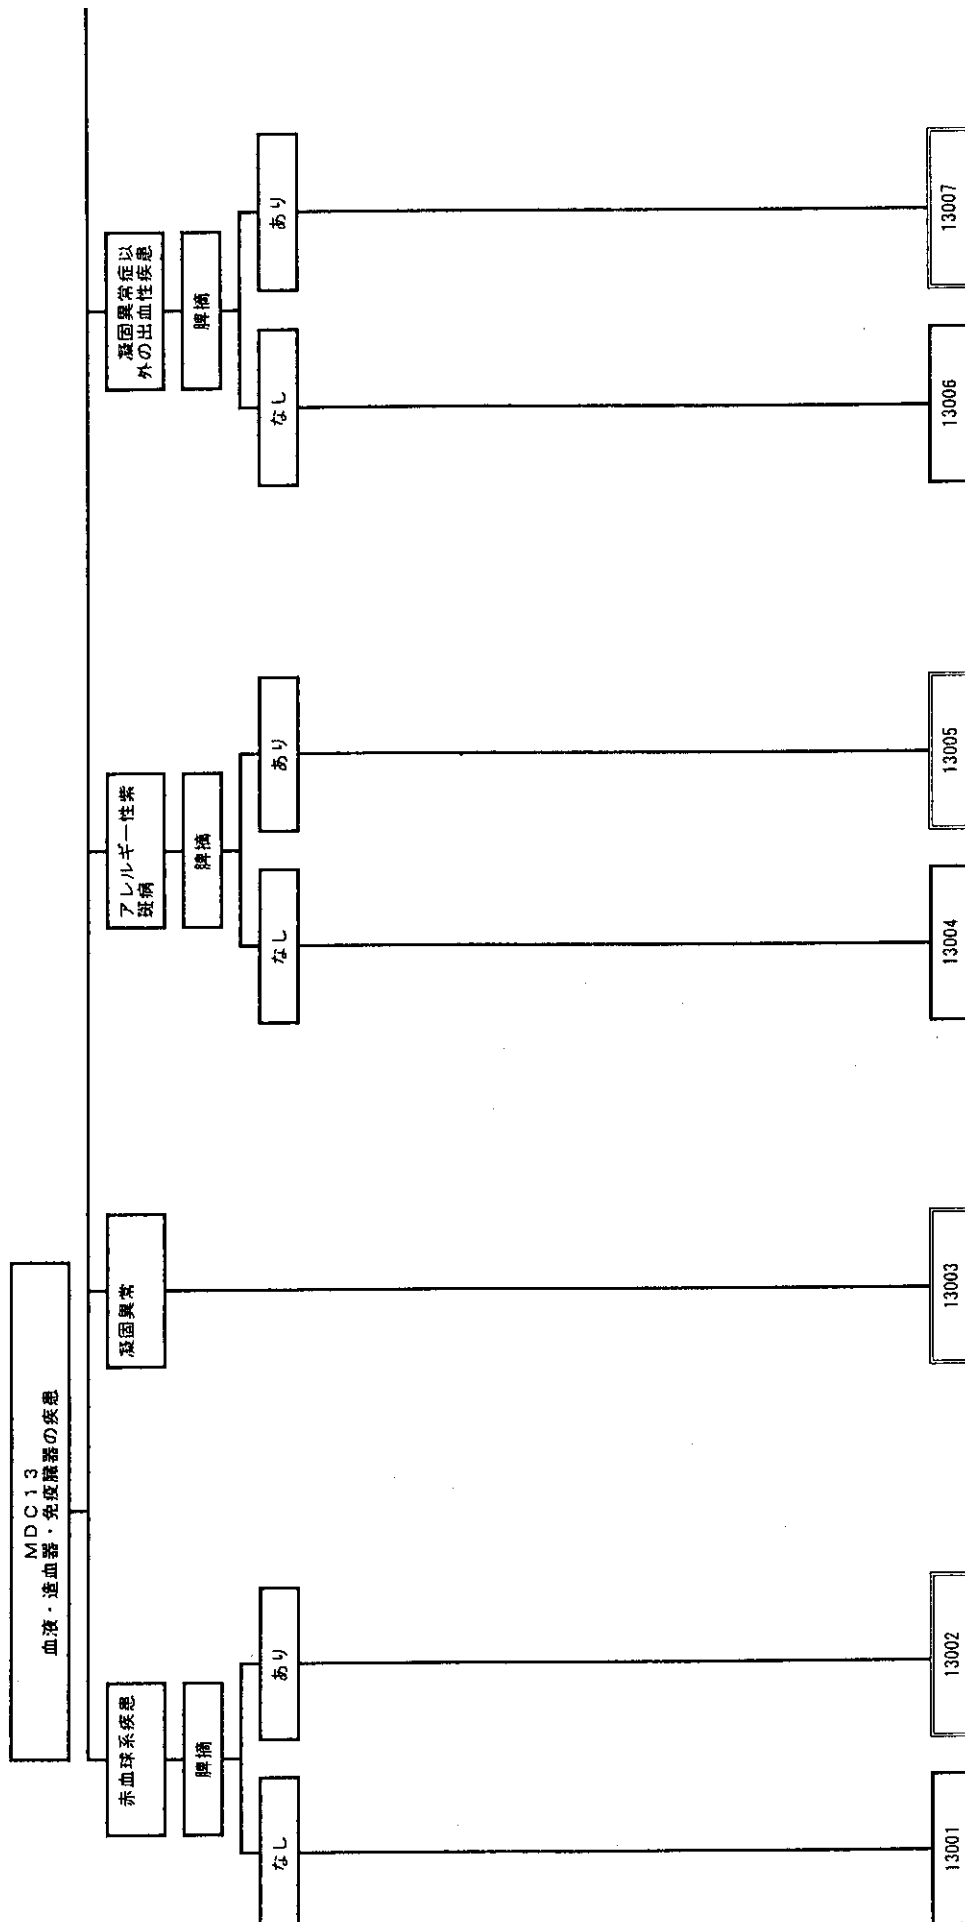 MDC13
血液・造血器・免疫臓器の疾患
赤血球系疾患
凝固異常
アレルギー性紫
斑病
凝固異常症以
外の出血性疾患
脾摘
脾摘
脾摘
なし
あり
なし
あり
なし
あり
13001
13002
13003
13004
13005
13006
13007